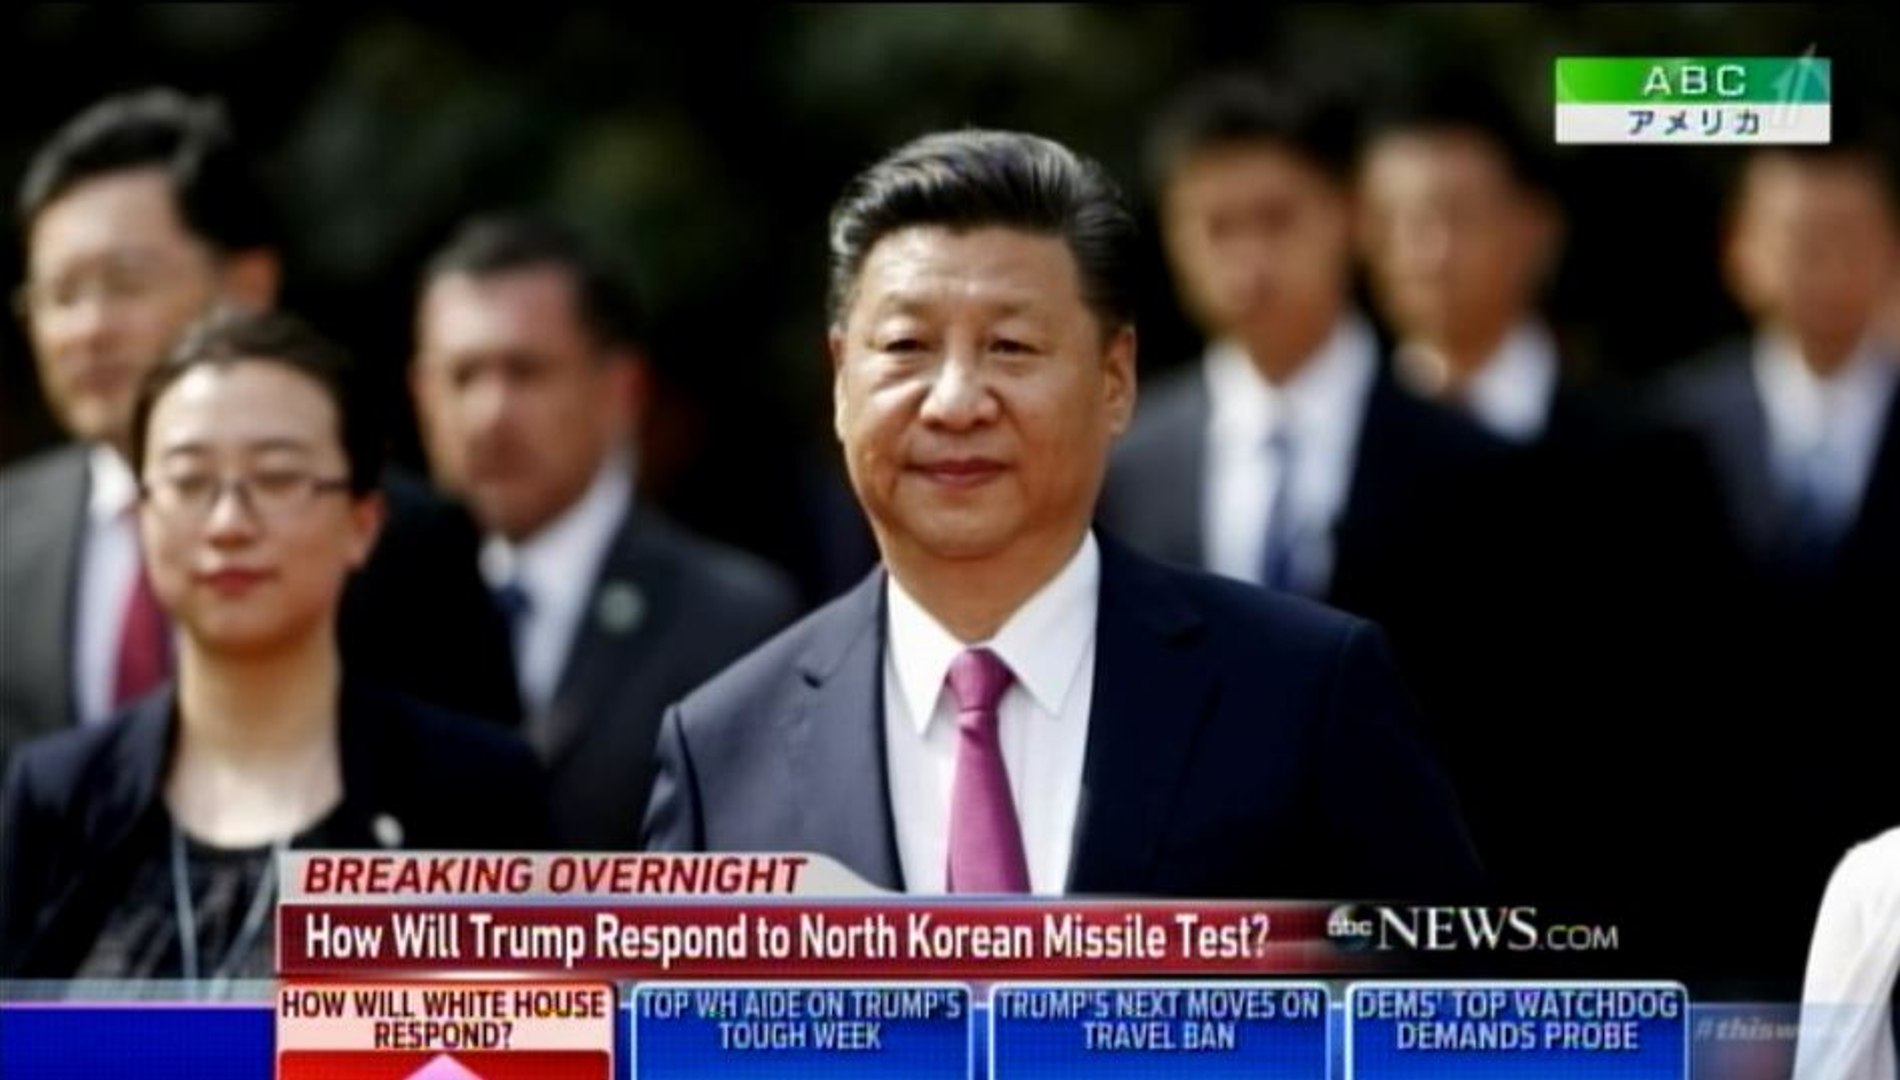 ABC
アメリカ
BREAKING OVERNIGHT
How Will Trump Respond to North Korean Missile Test?
abc NEWS.COM
HOW WILL WHITE HOUSE
RESPOND?
TOP WH AIDE ON TRUMP'S
TOUGH WEEK
TRUMP'S NEXT MOVES ON
TRAVEL BAN
DEMS' TOP WATCHDOG
DEMANDS PROBE